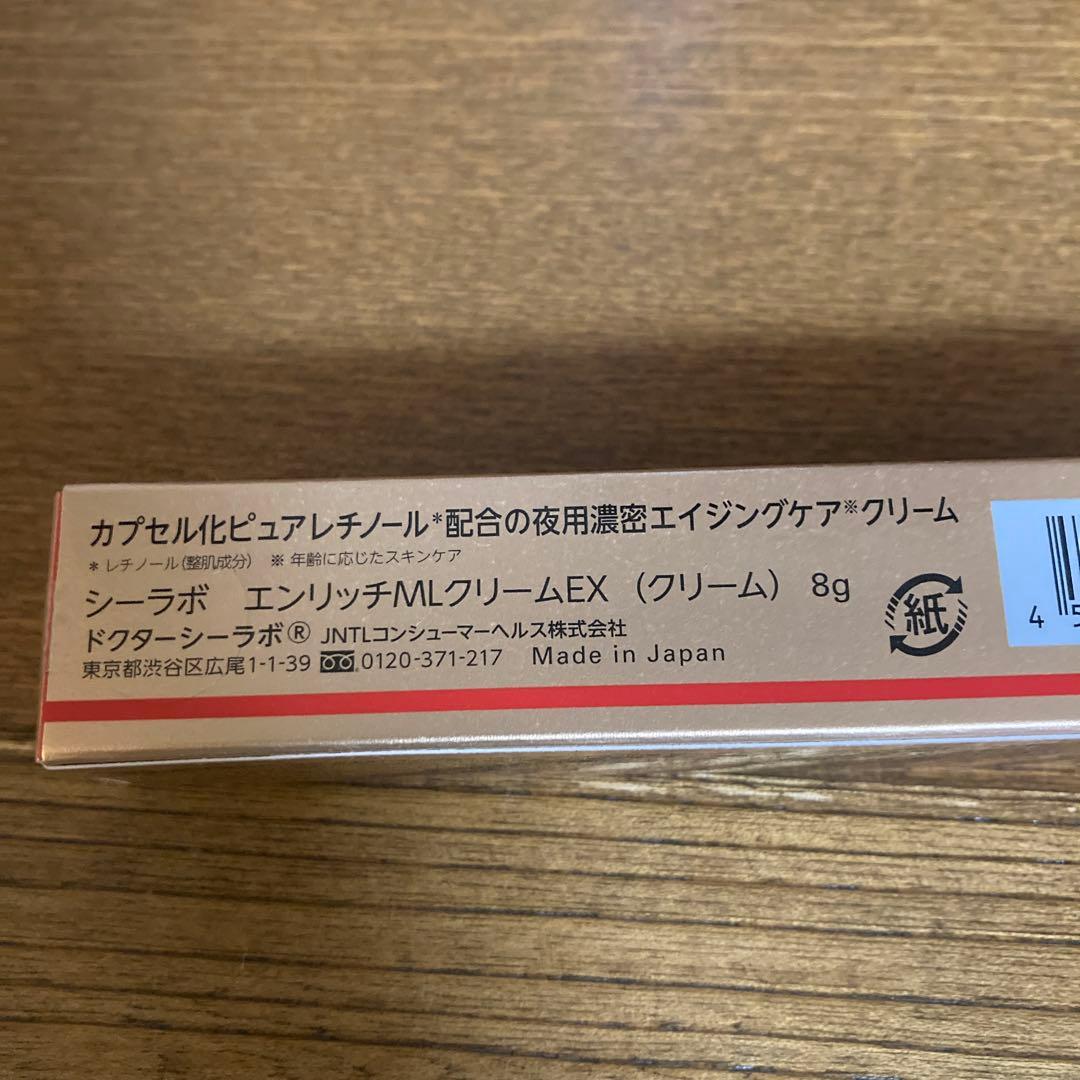 カプセル化ピュアレチノール*配合の夜用濃密エイジングケア※クリーム
* レチノール(整肌成分) ※ 年齢に応じたスキンケア
シーラボ エンリッチMLクリームEX (クリーム) 8g
ドクターシーラボ® JNTLコンシューマーヘルス株式会社
東京都渋谷区広尾1-1-39 0120-371-217 Made in Japan
紙
4 5